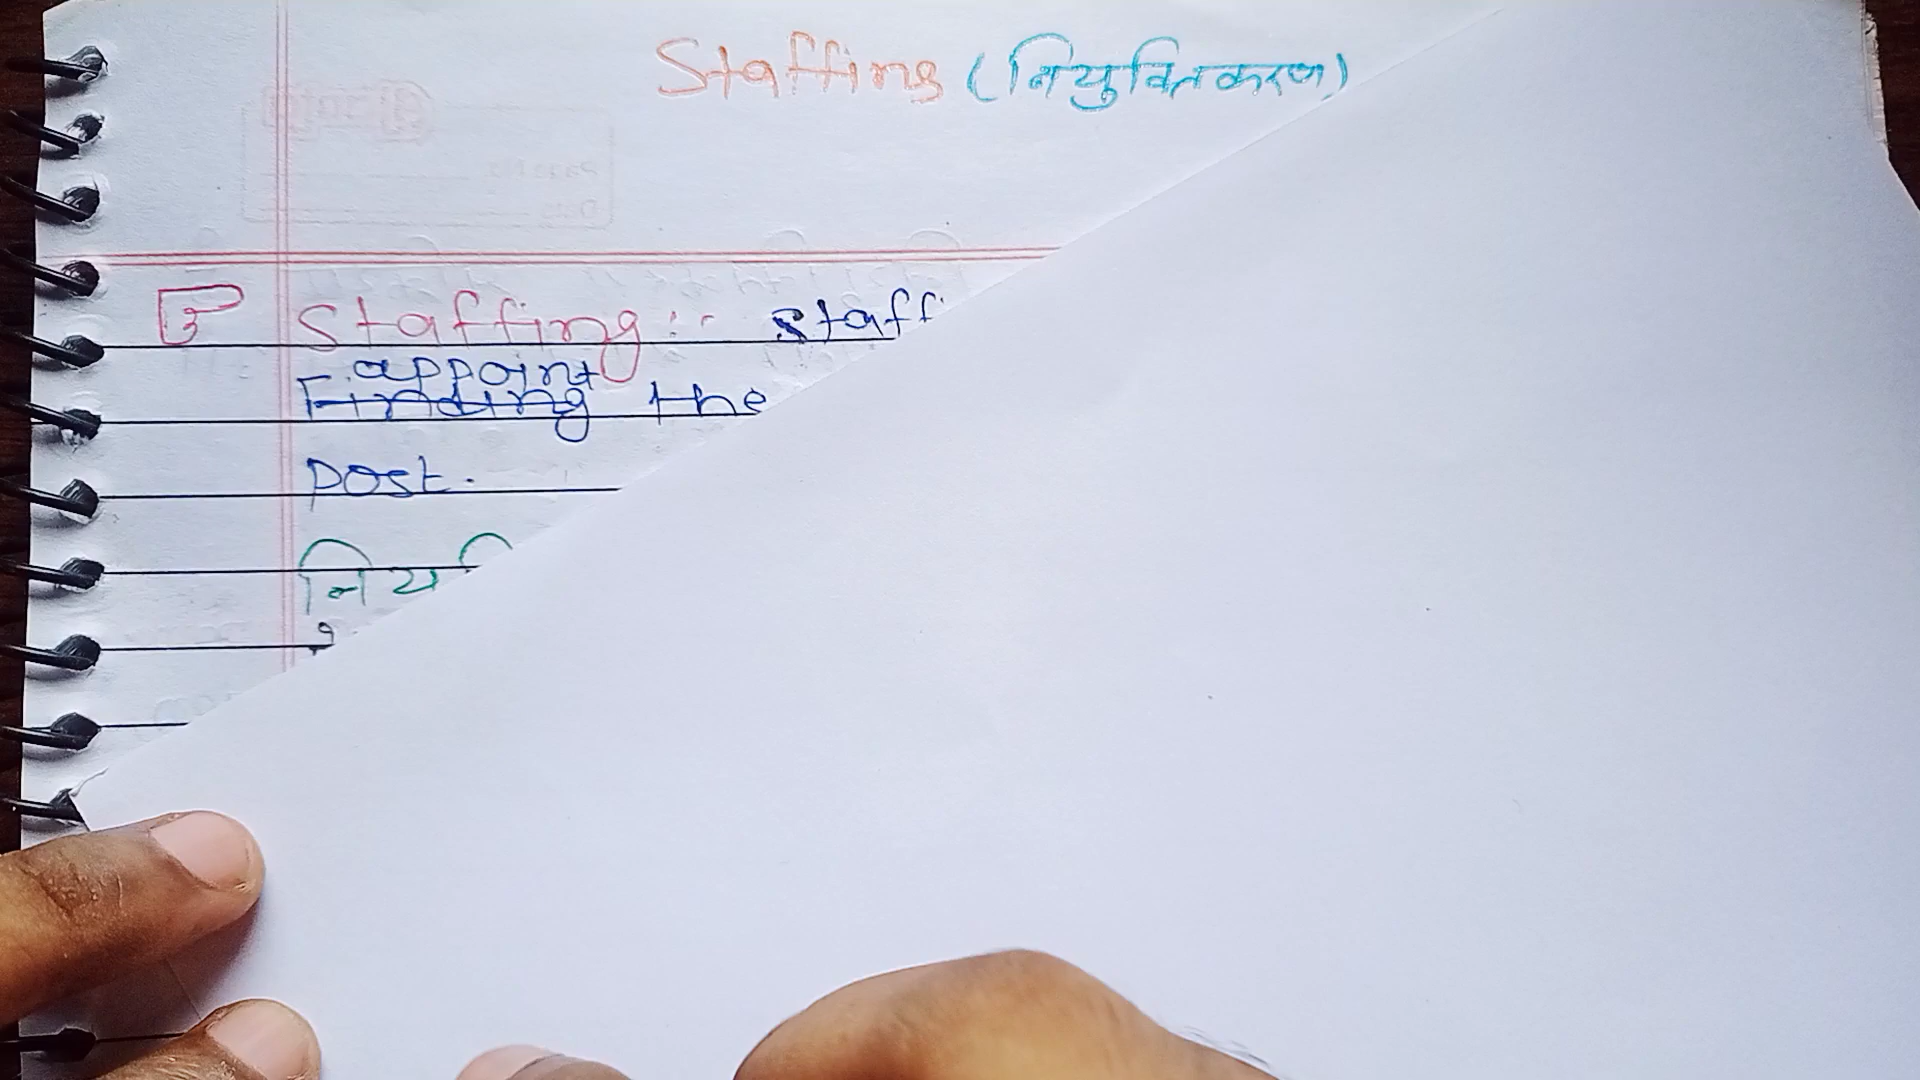 Staffing (नियुक्तिकरण)
Staffing :- staff
appoint
Finding the
post.
निय